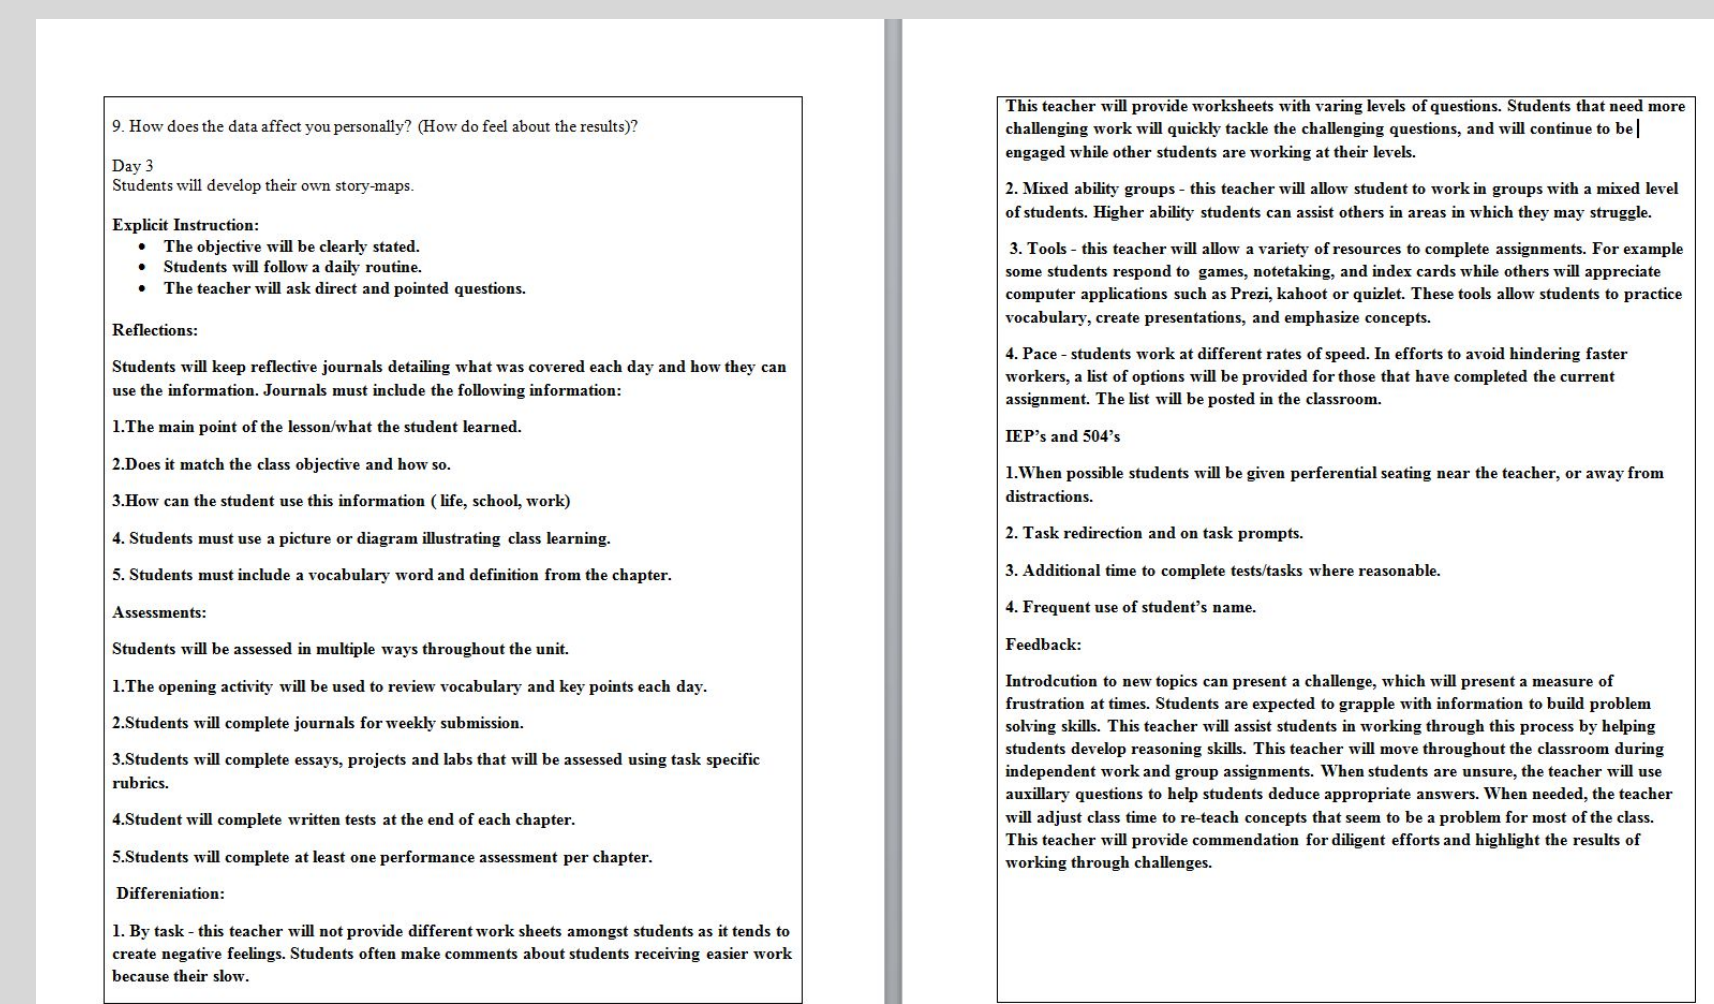 9. How does the data affect you personally? (How do feel about the results)?
Day 3
Students will develop their own story-maps.
Explicit Instruction:
• The objective will be clearly stated.
• Students will follow a daily routine.
• The teacher will ask direct and pointed questions.
Reflections:
Students will keep reflective journals detailing what was covered each day and how they can
use the information. Journals must include the following information:
1.The main point of the lesson/what the student learned.
2.Does it match the class objective and how so.
3.How can the student use this information ( life, school, work)
4. Students must use a picture or diagram illustrating class learning.
5. Students must include a vocabulary word and definition from the chapter.
Assessments:
Students will be assessed in multiple ways throughout the unit.
1.The opening activity will be used to review vocabulary and key points each day.
2.Students will complete journals for weekly submission.
3.Students will complete essays, projects and labs that will be assessed using task specific
rubrics.
4.Student will complete written tests at the end of each chapter.
5.Students will complete at least one performance assessment per chapter.
Differeniation:
1. By task - this teacher will not provide different work sheets amongst students as it tends to
create negative feelings. Students often make comments about students receiving easier work
because their slow.
This teacher will provide worksheets with varing levels of questions. Students that need more
challenging work will quickly tackle the challenging questions, and will continue to be
engaged while other students are working at their levels.
2. Mixed ability groups - this teacher will allow student to work in groups with a mixed level
of students. Higher ability students can assist others in areas in which they may struggle.
3. Tools - this teacher will allow a variety of resources to complete assignments. For example
some students respond to games, notetaking, and index cards while others will appreciate
computer applications such as Prezi, kahoot or quizlet. These tools allow students to practice
vocabulary, create presentations, and emphasize concepts.
4. Pace - students work at different rates of speed. In efforts to avoid hindering faster
workers, a list of options will be provided for those that have completed the current
assignment. The list will be posted in the classroom.
IEP's and 504's
1.When possible students will be given perferential seating near the teacher, or away from
distractions.
2. Task redirection and on task prompts.
3. Additional time to complete tests/tasks where reasonable.
4. Frequent use of student's name.
Feedback:
Introdcution to new topics can present a challenge, which will present a measure of
frustration at times. Students are expected to grapple with information to build problem
solving skills. This teacher will assist students in working through this process by helping
students develop reasoning skills. This teacher will move throughout the classroom during
independent work and group assignments. When students are unsure, the teacher will use
auxillary questions to help students deduce appropriate answers. When needed, the teacher
will adjust class time to re-teach concepts that seem to be a problem for most of the class.
This teacher will provide commendation for diligent efforts and highlight the results of
working through challenges.